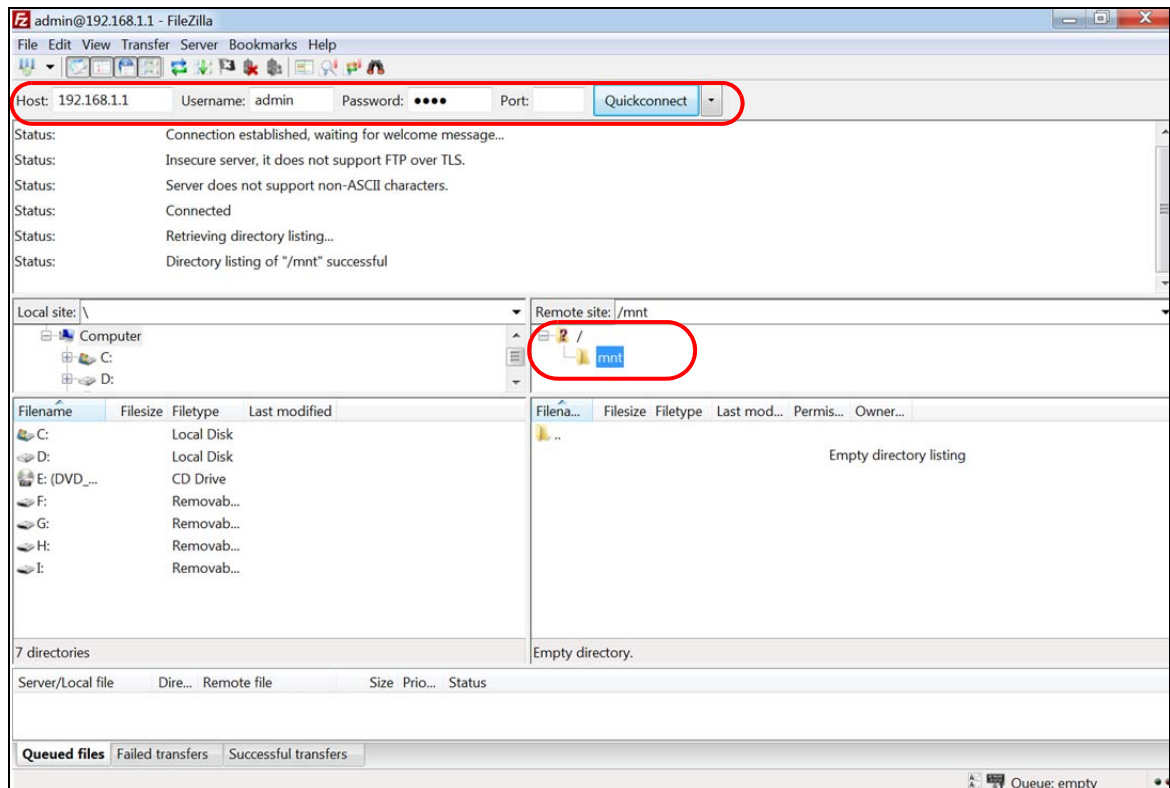 admin@192.168.1.1 - FileZilla
File Edit View Transfer Server Bookmarks Help
Host: 192.168.1.1 Username: admin Password: ●●●● Port: Quickconnect
Status: Connection established, waiting for welcome message...
Status: Insecure server, it does not support FTP over TLS.
Status: Server does not support non-ASCII characters.
Status: Connected
Status: Retrieving directory listing...
Status: Directory listing of "/mnt" successful
Local site: \
Computer
C:
D:
Remote site: /mnt
/
mnt
Filename Filesize Filetype Last modified
C: Local Disk
D: Local Disk
E: (DVD_... CD Drive
F: Removab...
G: Removab...
H: Removab...
I: Removab...
7 directories
Filena... Filesize Filetype Last mod... Permis... Owner...
..
Empty directory listing
Empty directory.
Server/Local file Dire... Remote file Size Prio... Status
Queued files Failed transfers Successful transfers
Queue: empty